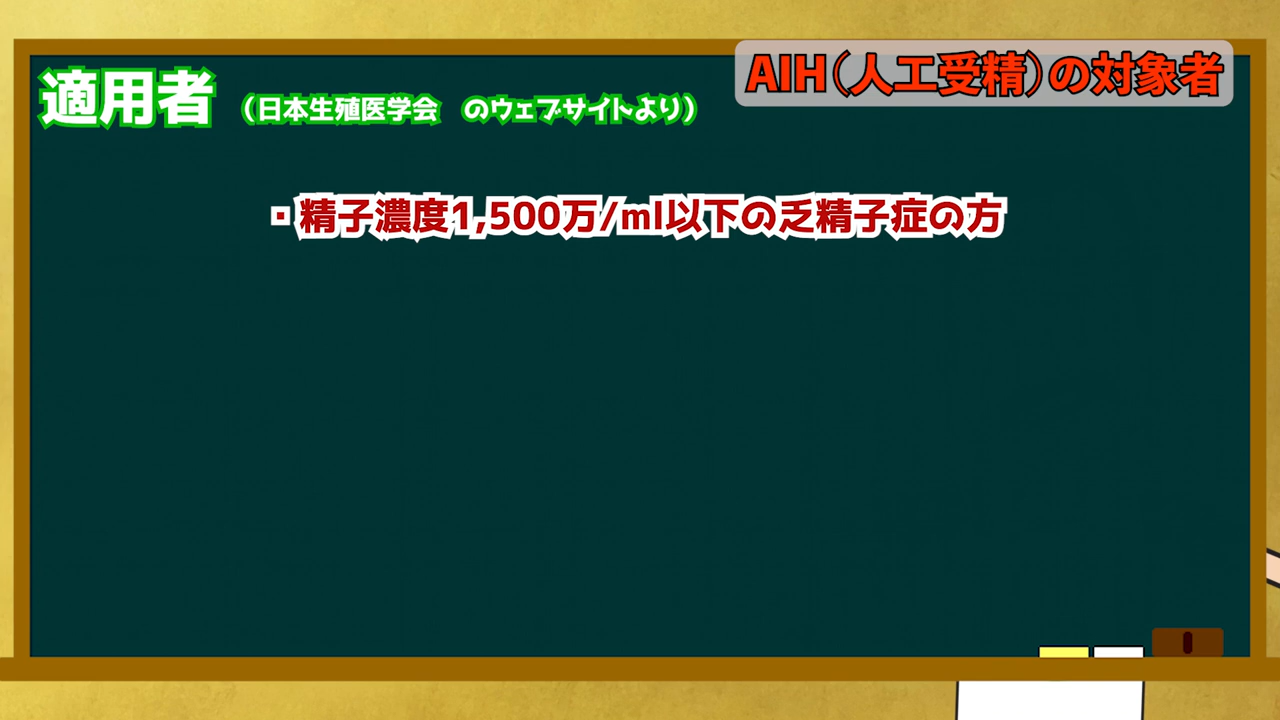 AIH（人工受精）の対象者
適用者 （日本生殖医学会　のウェブサイトより）
・精子濃度1,500万/ml以下の乏精子症の方